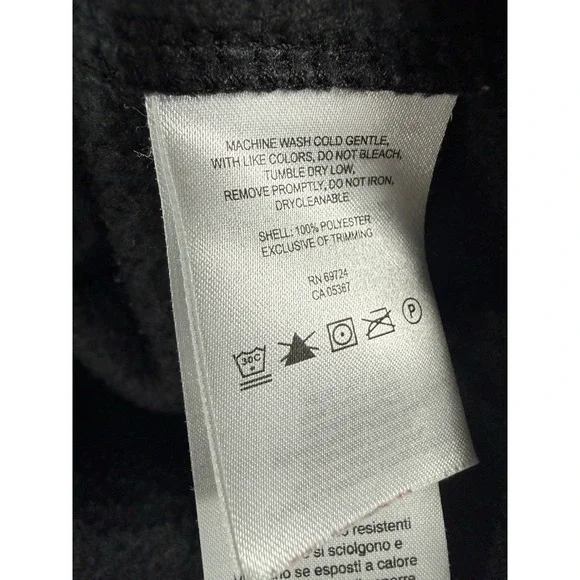 MACHINE WASH COLD GENTLE,
WITH LIKE COLORS, DO NOT BLEACH,
TUMBLE DRY LOW,
REMOVE PROMPTLY, DO NOT IRON,
DRYCLEANABLE
SHELL: 100% POLYESTER
EXCLUSIVE OF TRIMMING
RN 69724
CA 05367
30C
P
resistenti
si sciolgono e
se esposti a calore